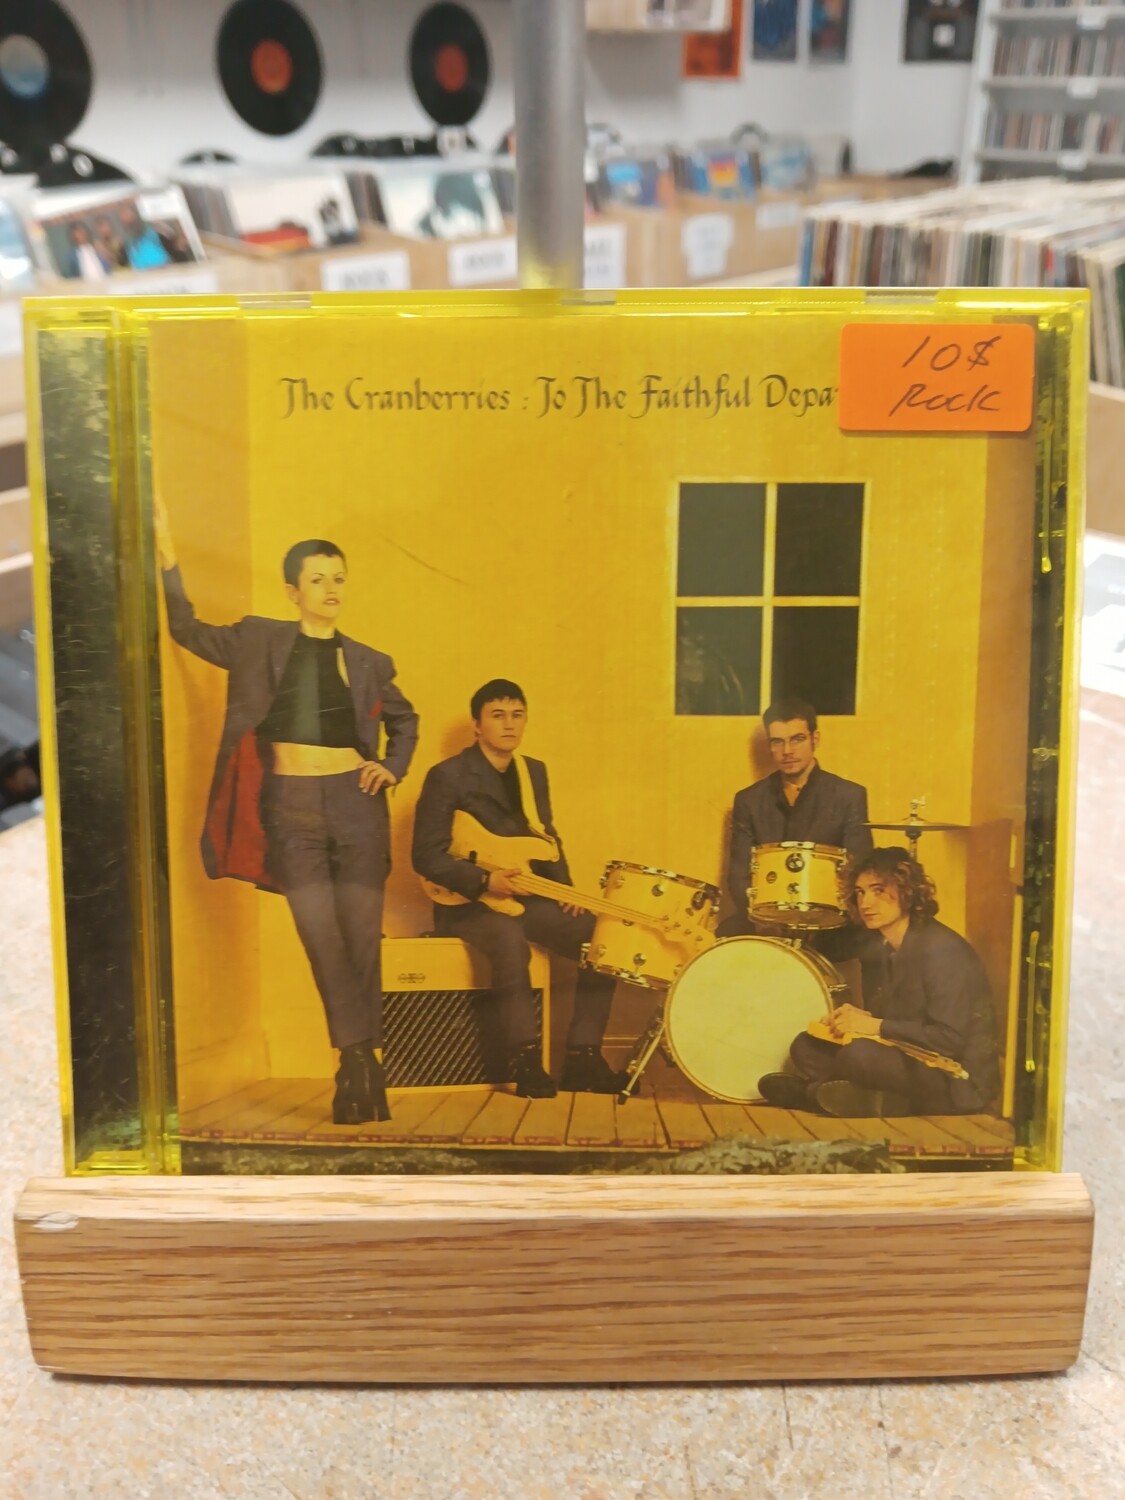 The Cranberries : To The Faithful Depa
10$
Rock